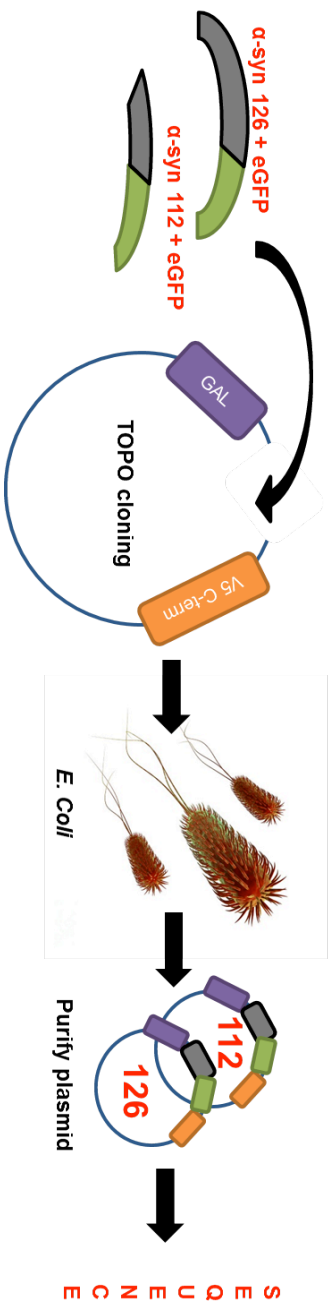 α-syn 126 + eGFP
α-syn 112 + eGFP
GAL
TOPO cloning
V5 C-term
E. Coli
112
126
Purify plasmid
SEQUENCE